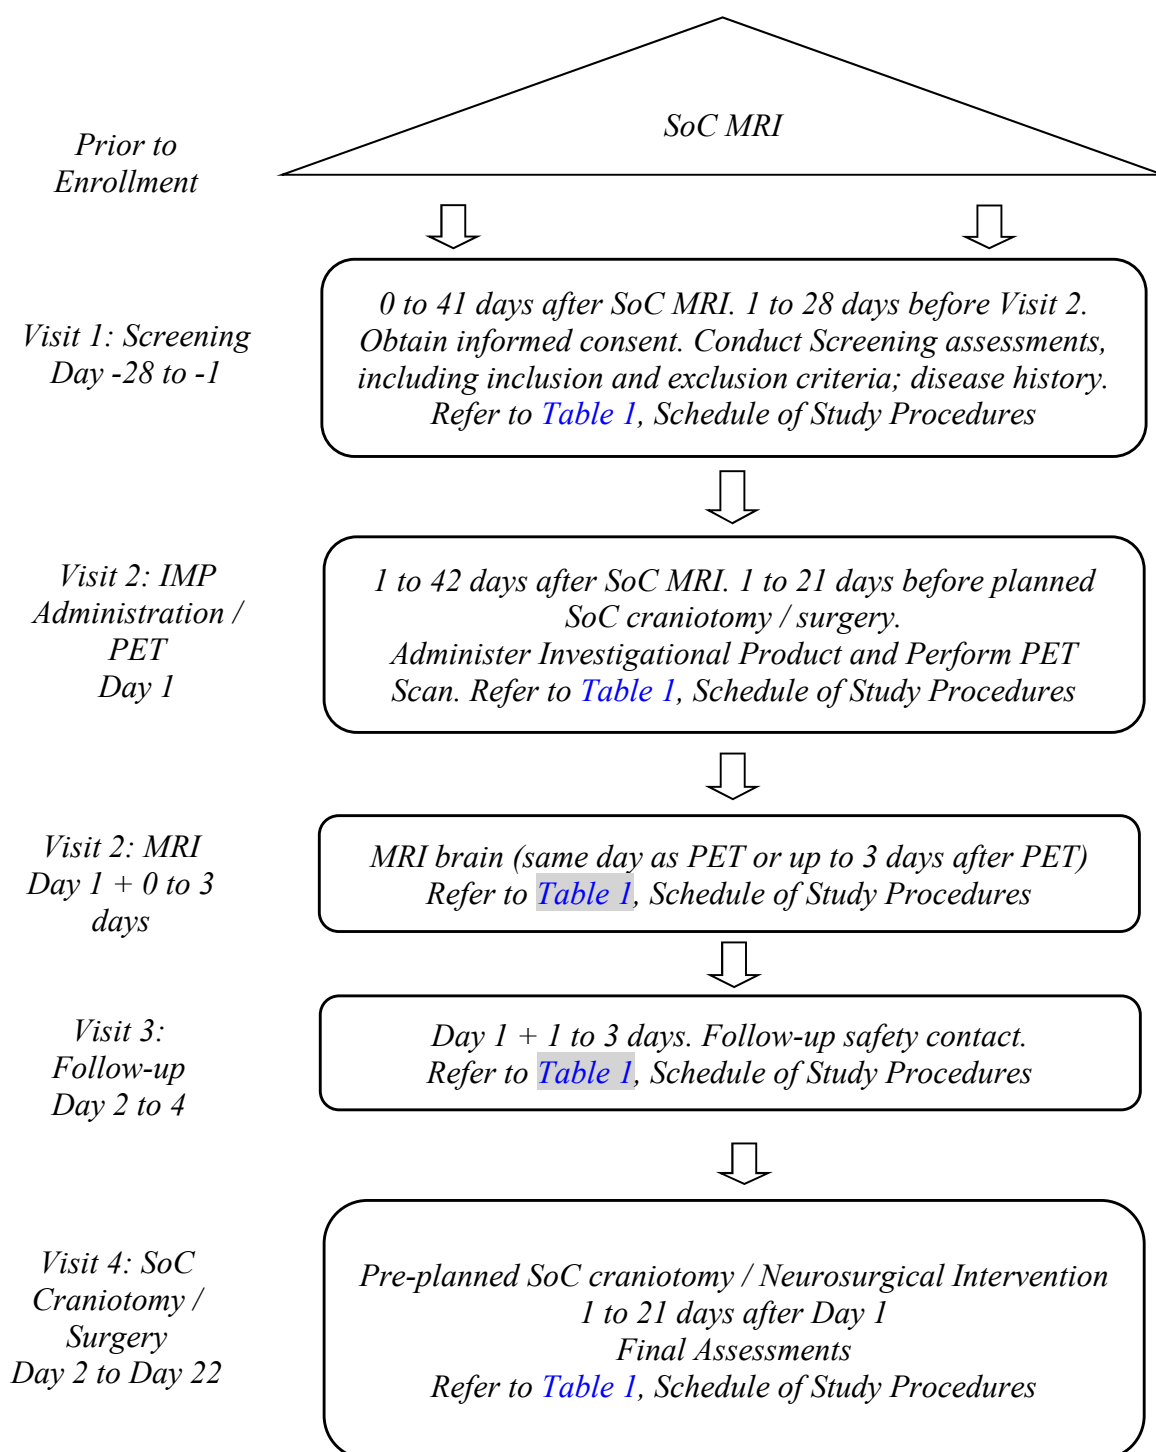 SoC MRI
Prior to
Enrollment
Visit 1: Screening
Day -28 to -1
0 to 41 days after SoC MRI. 1 to 28 days before Visit 2.
Obtain informed consent. Conduct Screening assessments,
including inclusion and exclusion criteria; disease history.
Refer to Table 1, Schedule of Study Procedures
Visit 2: IMP
Administration /
PET
Day 1
1 to 42 days after SoC MRI. 1 to 21 days before planned
SoC craniotomy / surgery.
Administer Investigational Product and Perform PET
Scan. Refer to Table 1, Schedule of Study Procedures
Visit 2: MRI
Day 1 + 0 to 3
days
MRI brain (same day as PET or up to 3 days after PET)
Refer to Table 1, Schedule of Study Procedures
Visit 3:
Follow-up
Day 2 to 4
Day 1 + 1 to 3 days. Follow-up safety contact.
Refer to Table 1, Schedule of Study Procedures
Visit 4: SoC
Craniotomy /
Surgery
Day 2 to Day 22
Pre-planned SoC craniotomy / Neurosurgical Intervention
1 to 21 days after Day 1
Final Assessments
Refer to Table 1, Schedule of Study Procedures